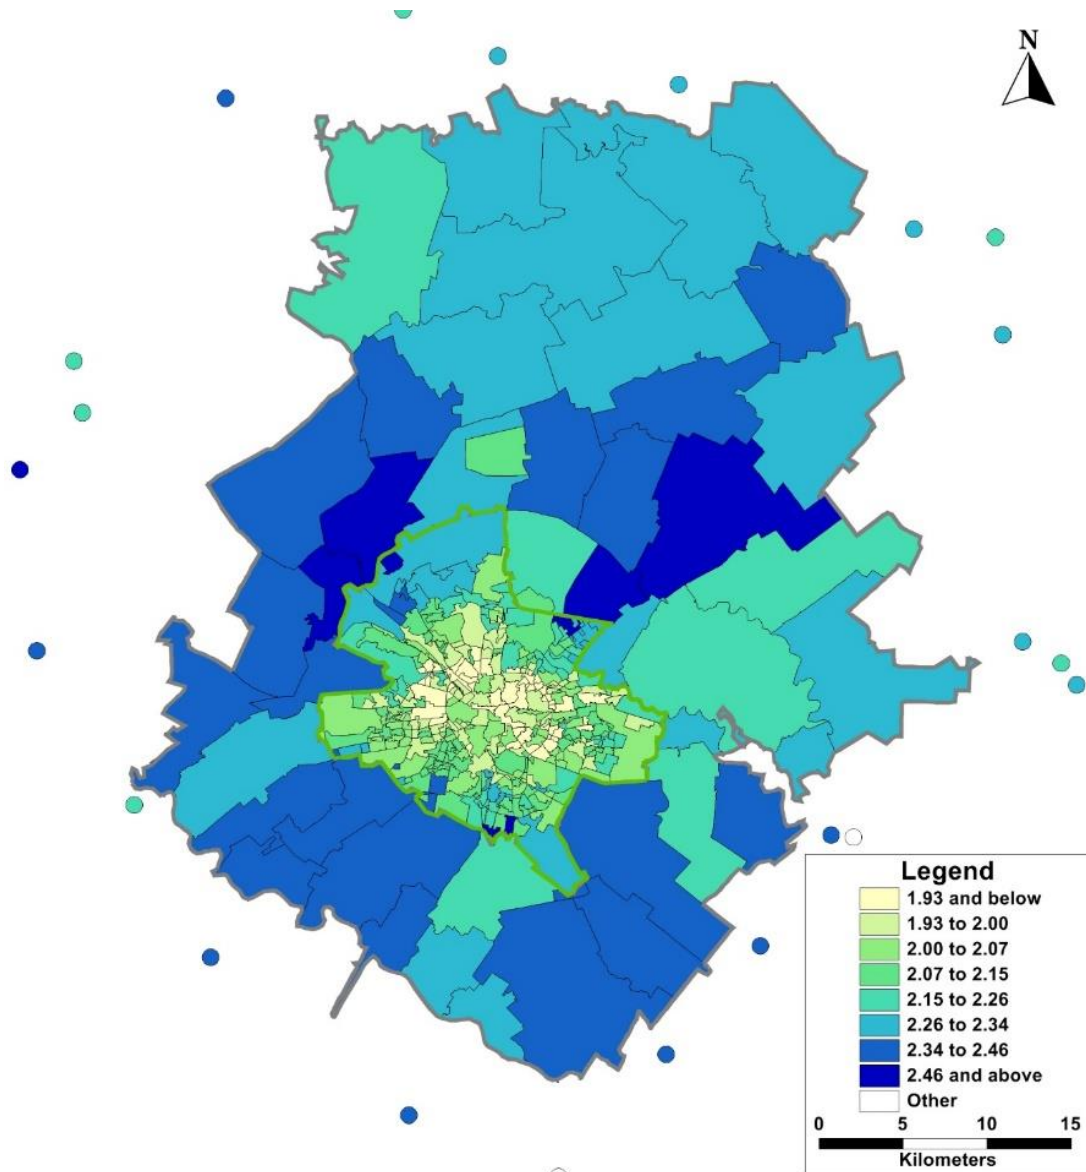 N
Legend
1.93 and below
1.93 to 2.00
2.00 to 2.07
2.07 to 2.15
2.15 to 2.26
2.26 to 2.34
2.34 to 2.46
2.46 and above
Other
0 5 10 15
Kilometers